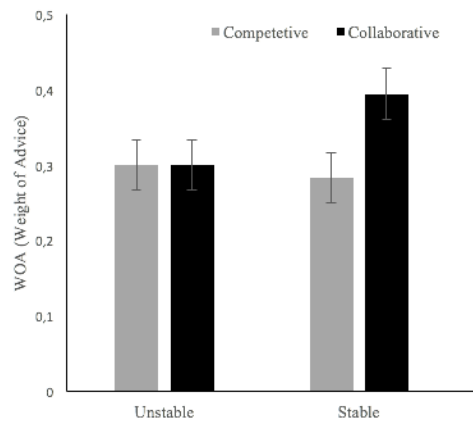 0,5
Competetive Collaborative
0,4
0,3
0,2
0,1
0
WOA (Weight of Advice)
Unstable Stable